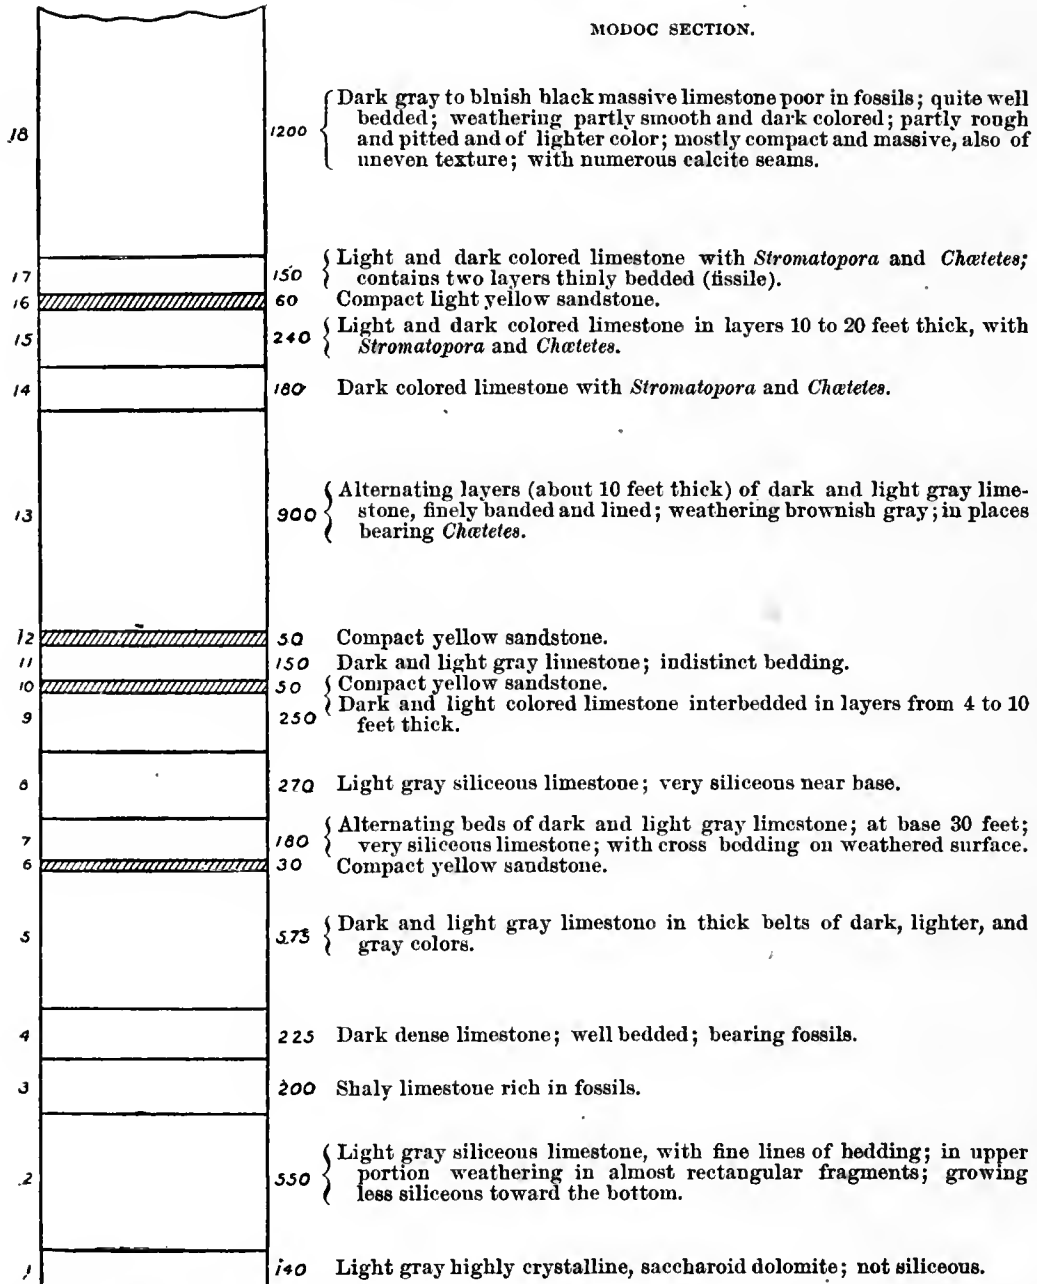 MODOC SECTION.
18 1200 Dark gray to bluish black massive limestone poor in fossils; quite well
bedded; weathering partly smooth and dark colored; partly rough
and pitted and of lighter color; mostly compact and massive, also of
uneven texture; with numerous calcite seams.
17 150 Light and dark colored limestone with Stromatopora and Chætetes;
contains two layers thinly bedded (fissile).
16 60 Compact light yellow sandstone.
15 240 Light and dark colored limestone in layers 10 to 20 feet thick, with
Stromatopora and Chætetes.
14 180 Dark colored limestone with Stromatopora and Chætetes.
13 900 Alternating layers (about 10 feet thick) of dark and light gray lime-
stone, finely banded and lined; weathering brownish gray; in places
bearing Chætetes.
12 50 Compact yellow sandstone.
11 150 Dark and light gray limestone; indistinct bedding.
10 50 Compact yellow sandstone.
9 250 Dark and light colored limestone interbedded in layers from 4 to 10
feet thick.
8 270 Light gray siliceous limestone; very siliceous near base.
7 180 Alternating beds of dark and light gray limestone; at base 30 feet;
very siliceous limestone; with cross bedding on weathered surface.
6 30 Compact yellow sandstone.
5 575 Dark and light gray limestone in thick belts of dark, lighter, and
gray colors.
4 225 Dark dense limestone; well bedded; bearing fossils.
3 200 Shaly limestone rich in fossils.
2 550 Light gray siliceous limestone, with fine lines of bedding; in upper
portion weathering in almost rectangular fragments; growing
less siliceous toward the bottom.
1 140 Light gray highly crystalline, saccharoid dolomite; not siliceous.